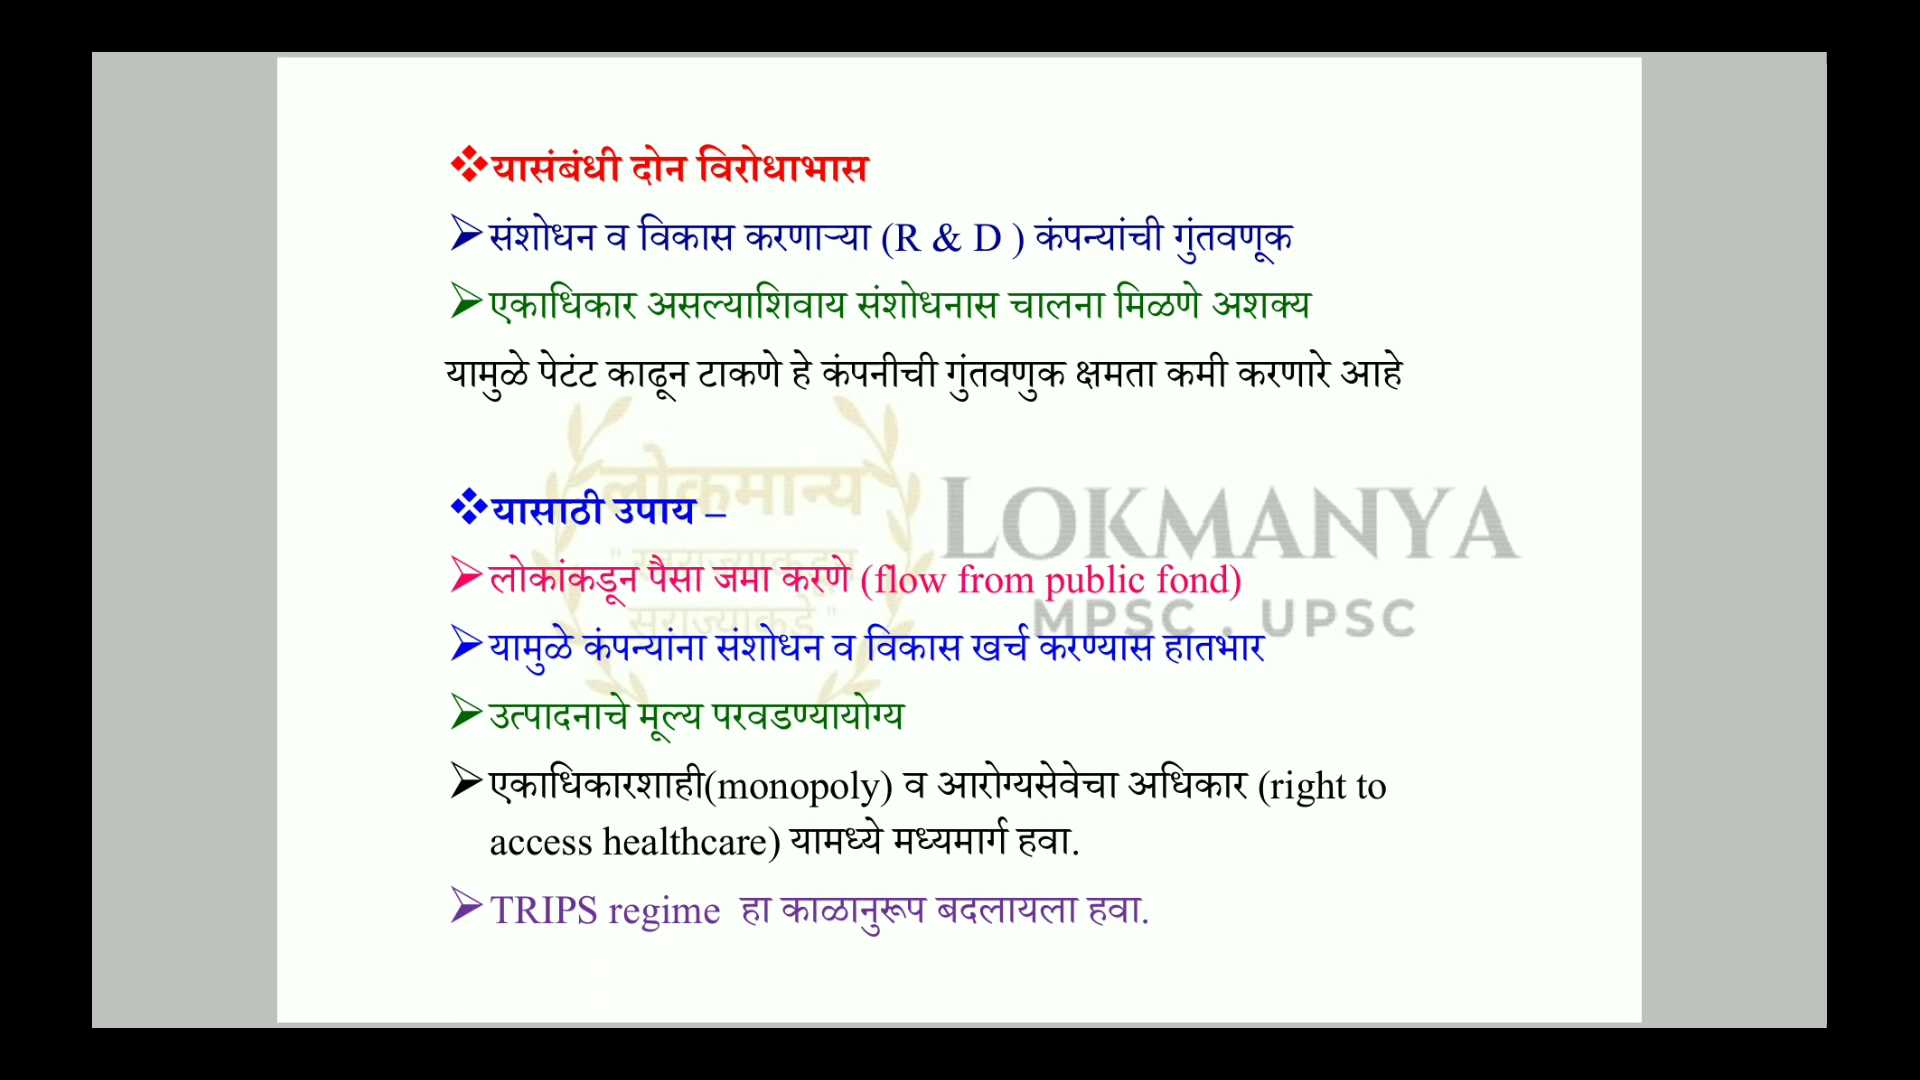 ❖यासंबंधी दोन विरोधाभास
➢संशोधन व विकास करणाऱ्या (R & D ) कंपन्यांची गुंतवणूक
➢एकाधिकार असल्याशिवाय संशोधनास चालना मिळणे अशक्य
यामुळे पेटंट काढून टाकणे हे कंपनीची गुंतवणुक क्षमता कमी करणारे आहे
लोकमान्य
LOKMANYA
❖यासाठी उपाय –
➢लोकांकडून पैसा जमा करणे (flow from public fond)
MPSC . UPSC
➢यामुळे कंपन्यांना संशोधन व विकास खर्च करण्यास हातभार
➢उत्पादनाचे मूल्य परवडण्यायोग्य
➢एकाधिकारशाही(monopoly) व आरोग्यसेवेचा अधिकार (right to
access healthcare) यामध्ये मध्यमार्ग हवा.
➢TRIPS regime हा काळानुरूप बदलायला हवा.